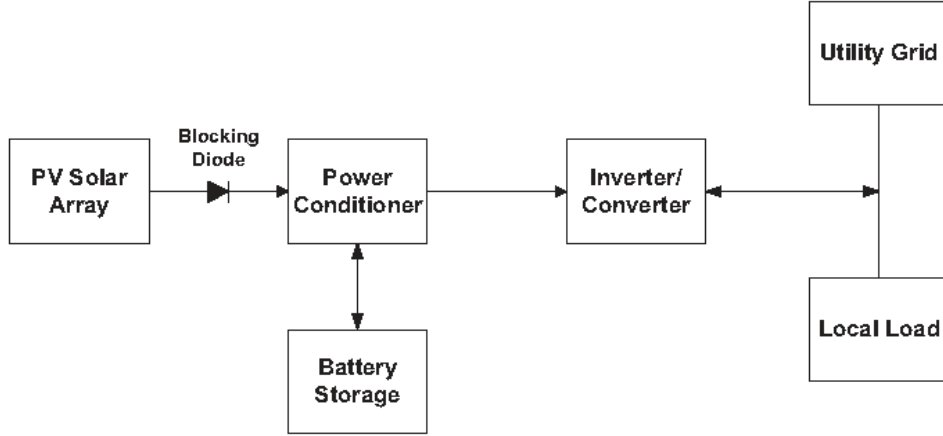 Utility Grid
Blocking
Diode
PV Solar
Array
Power
Conditioner
Inverter/
Converter
Local Load
Battery
Storage